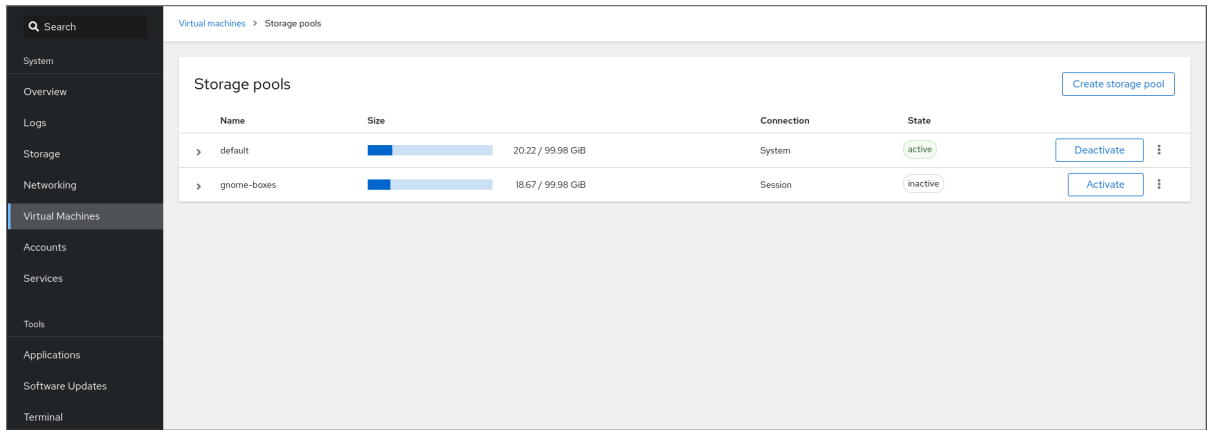 Search
System
Overview
Logs
Storage
Networking
Virtual Machines
Accounts
Services
Tools
Applications
Software Updates
Terminal
Virtual machines > Storage pools
Storage pools
Create storage pool
Name Size Connection State
default 20.22 / 99.98 GiB System active Deactivate
gnome-boxes 18.67 / 99.98 GiB Session inactive Activate